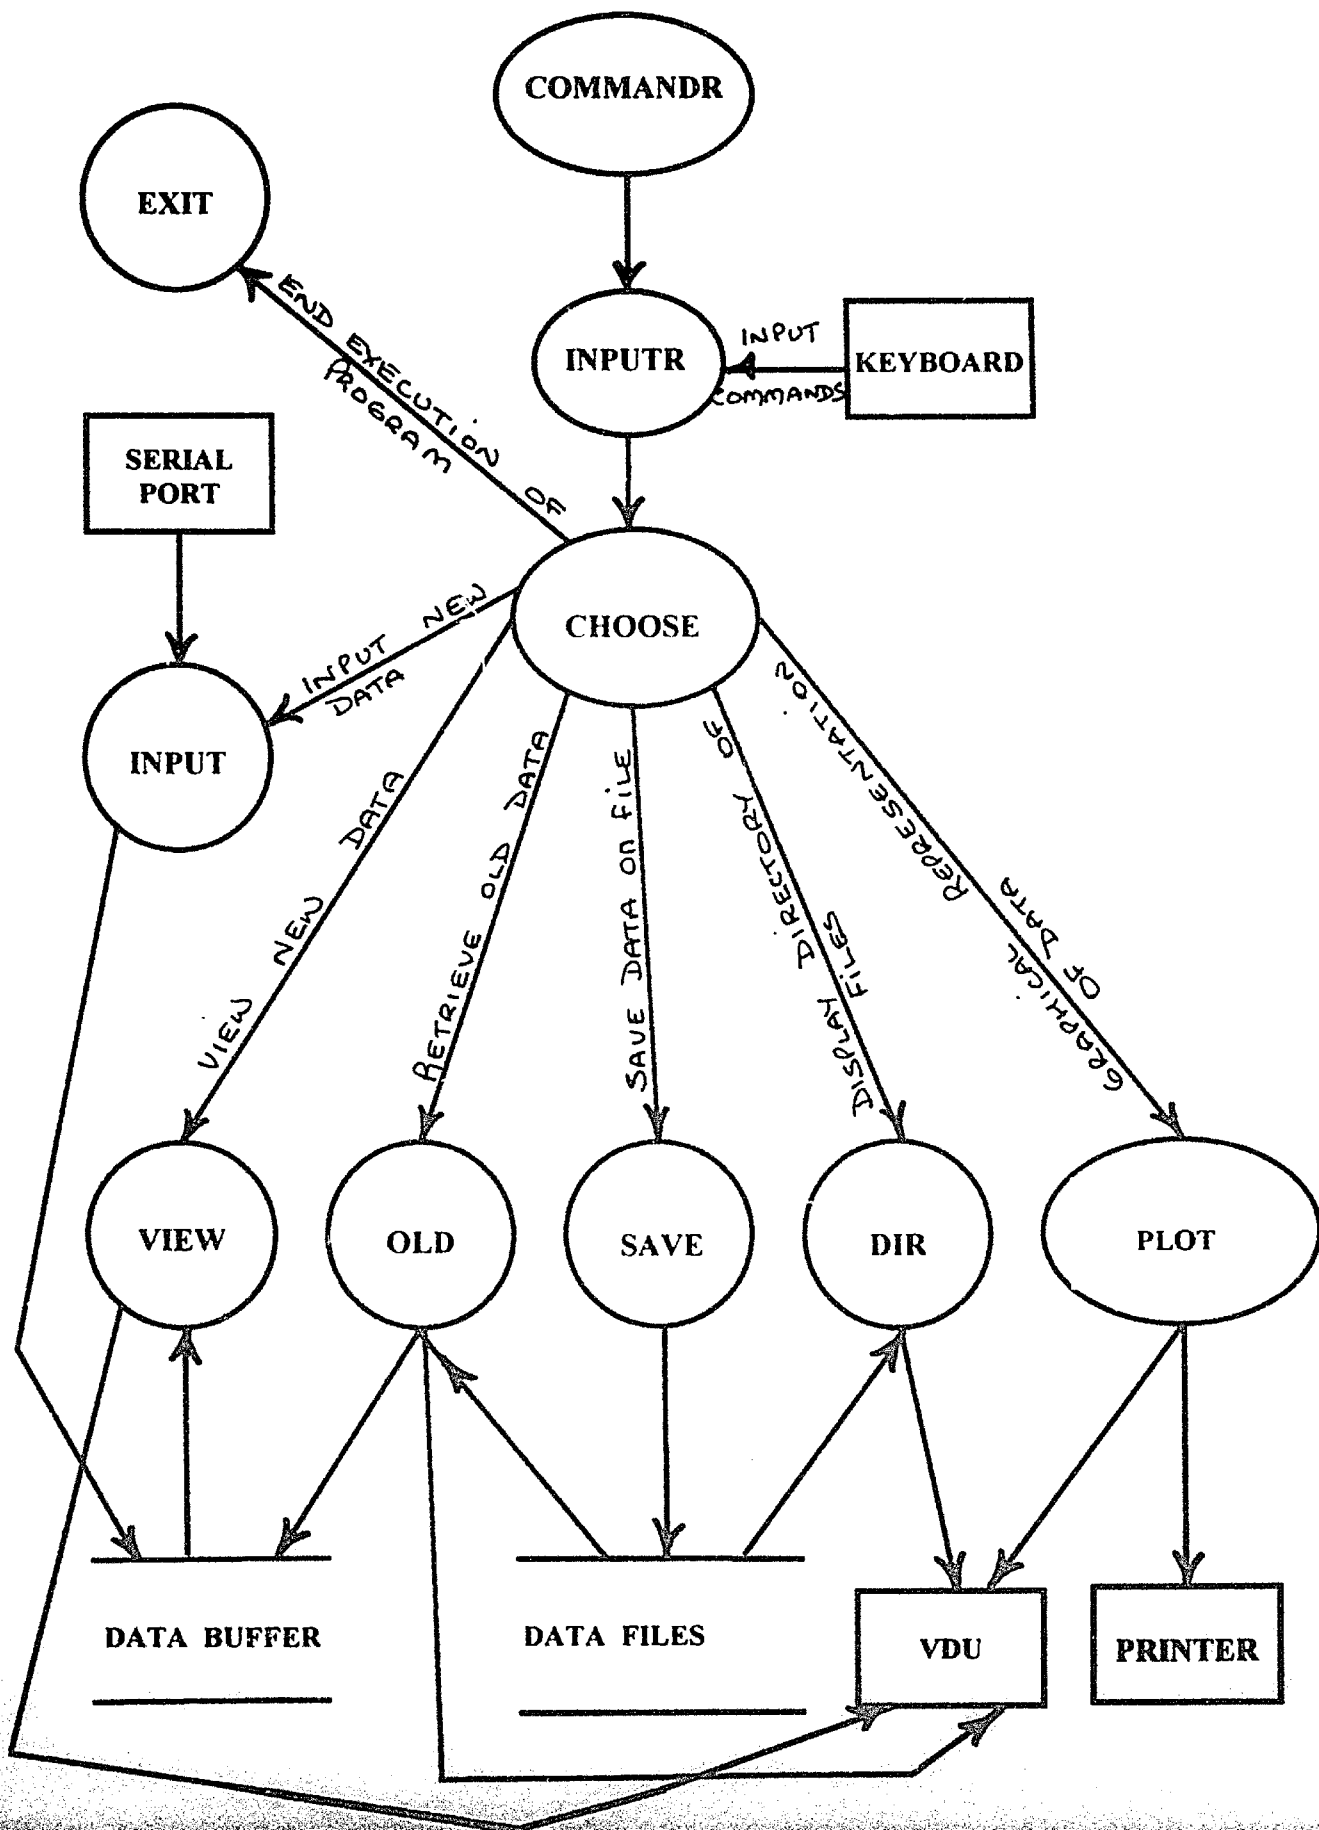 COMMANDR
EXIT
END EXECUTION OF
PROGRAM
INPUTR
INPUT
COMMANDS
KEYBOARD
SERIAL
PORT
CHOOSE
INPUT NEW
DATA
INPUT
VIEW NEW DATA
RETRIEVE OLD DATA
SAVE DATA ON FILE
DISPLAY DIRECTORY OF
FILES
GRAPHICAL REPRESENTATION
OF DATA
VIEW
OLD
SAVE
DIR
PLOT
DATA BUFFER
DATA FILES
VDU
PRINTER